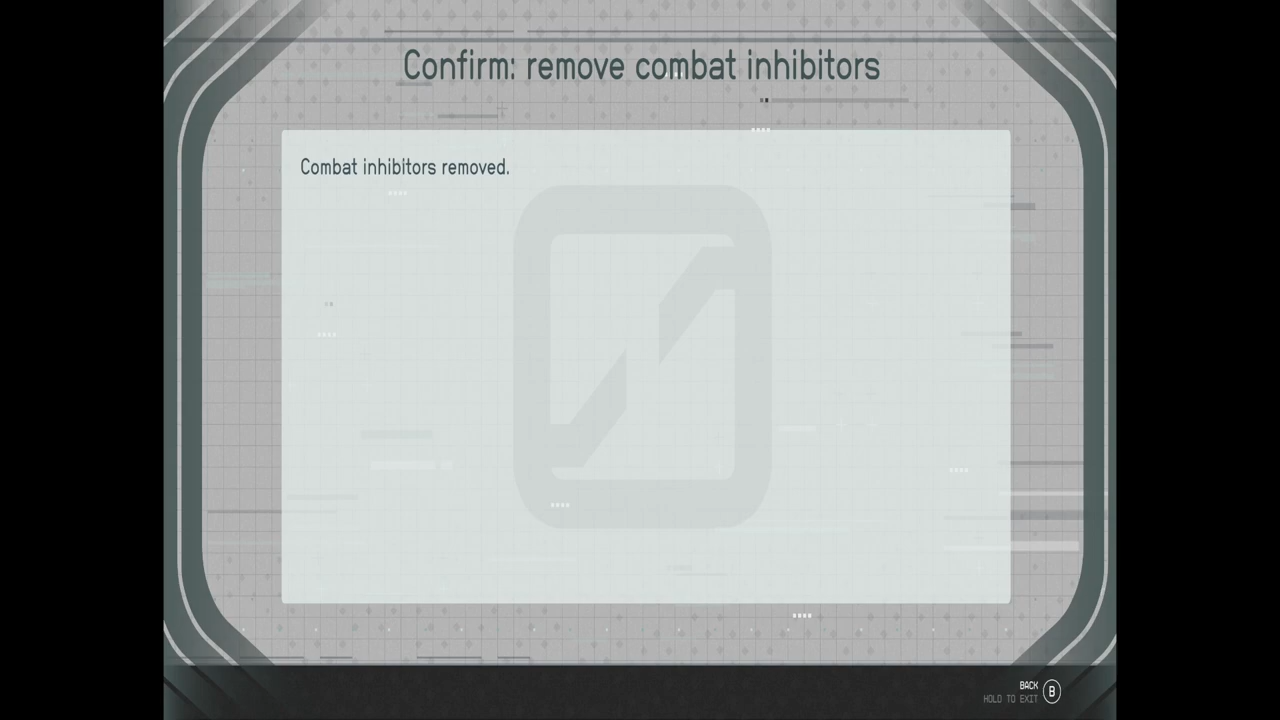 Confirm: remove combat inhibitors
Combat inhibitors removed.
BACK
HOLD TO EXIT
B